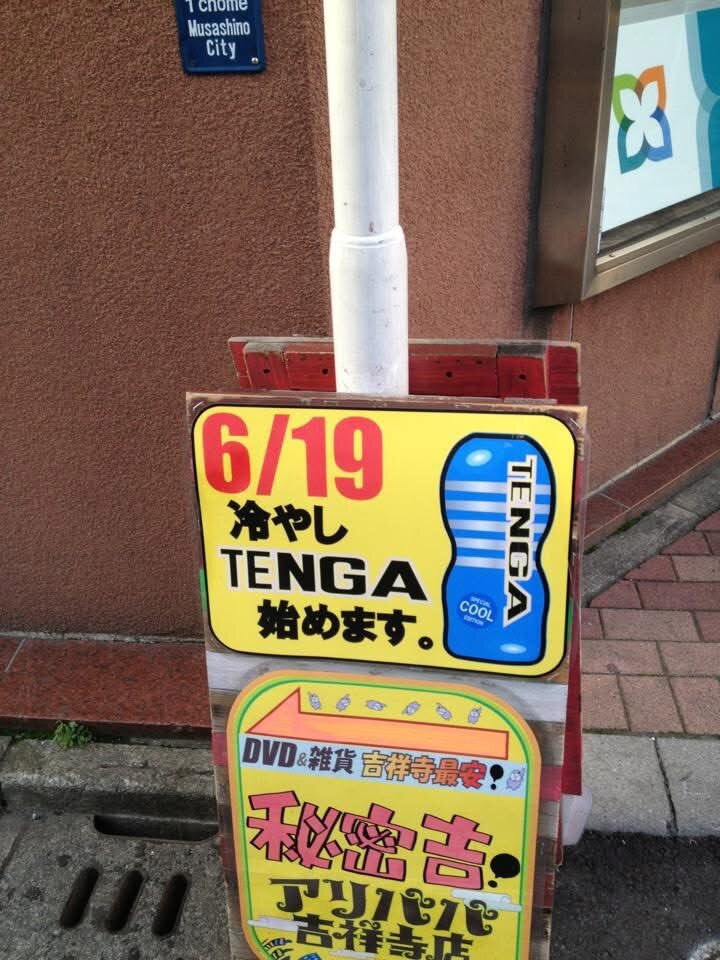 1 chome
Musashino
City
6/19
冷やし
TENGA
始めます。
TENGA
SPECIAL
COOL
EDITION
DVD&雑貨 吉祥寺最安!
秘密吉!
アリババ
吉祥寺店